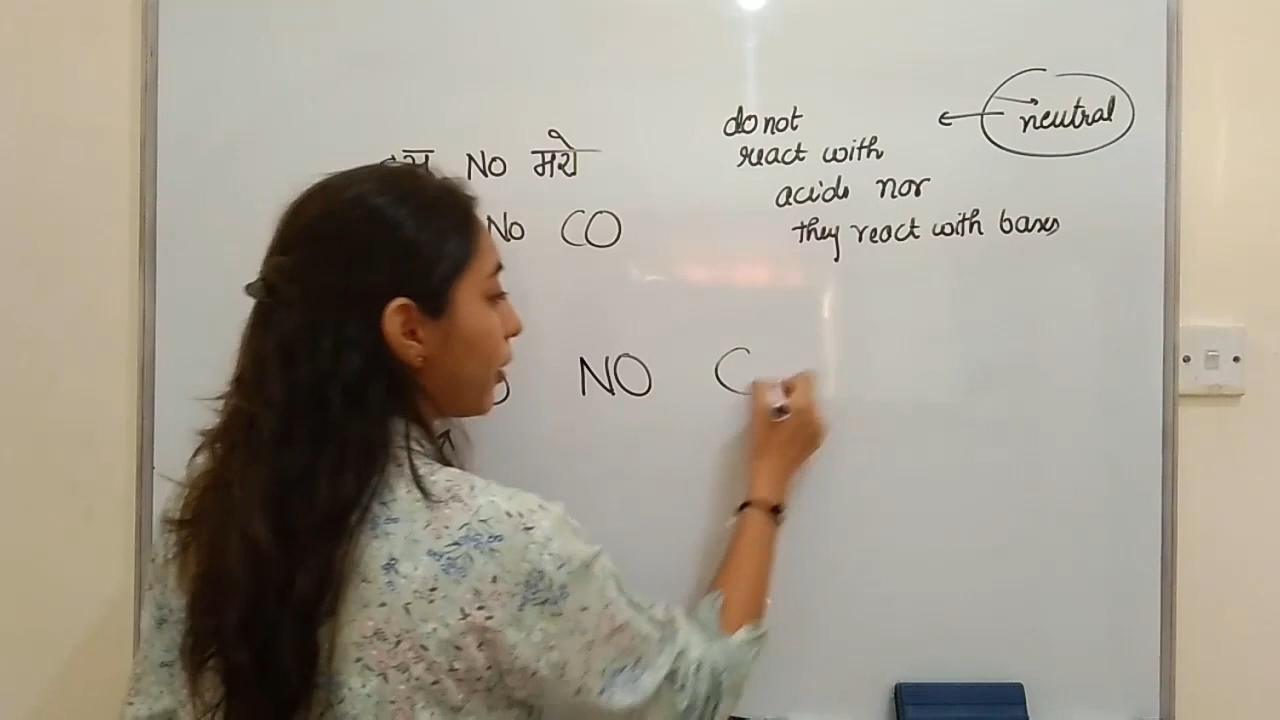 NO मरो
No CO
NO C
do not
react with
acids nor
they react with bases
neutral